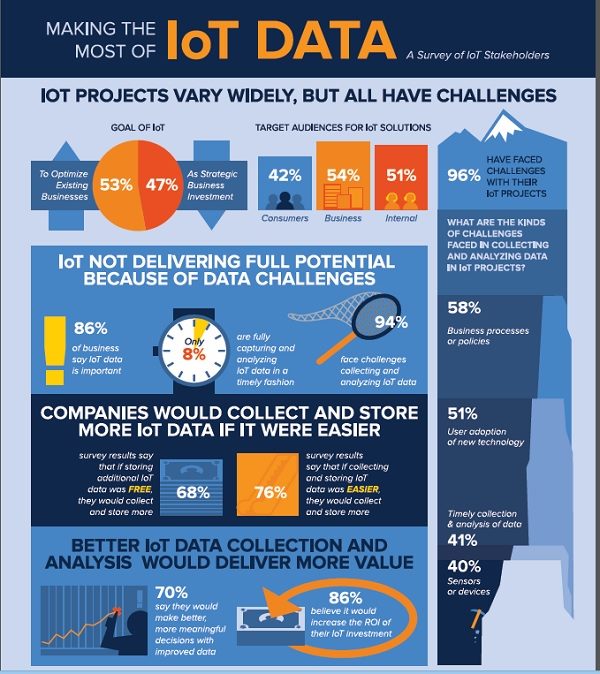 MAKING THE
MOST OF
IoT DATA
A Survey of IoT Stakeholders
IOT PROJECTS VARY WIDELY, BUT ALL HAVE CHALLENGES
GOAL OF IoT
To Optimize
Existing
Businesses
53%
47%
As Strategic
Business
Investment
TARGET AUDIENCES FOR IoT SOLUTIONS
42%
Consumers
54%
Business
51%
Internal
96%
HAVE FACED
CHALLENGES
WITH THEIR
IoT PROJECTS
WHAT ARE THE KINDS
OF CHALLENGES
FACED IN COLLECTING
AND ANALYZING DATA
IN IoT PROJECTS?
58%
Business processes
or policies
51%
User adoption
of new technology
Timely collection
& analysis of data
41%
40%
Sensors
or devices
IoT NOT DELIVERING FULL POTENTIAL
BECAUSE OF DATA CHALLENGES
86%
of business
say IoT data
is important
Only
8%
are fully
capturing and
analyzing
IoT data in a
timely fashion
94%
face challenges
collecting and
analyzing IoT data
COMPANIES WOULD COLLECT AND STORE
MORE IoT DATA IF IT WERE EASIER
survey results say
that if storing
additional IoT
data was FREE,
they would collect
and store more
68%
76%
survey results
say that if collecting
and storing IoT
data was EASIER,
they would collect
and store more
BETTER IoT DATA COLLECTION AND
ANALYSIS WOULD DELIVER MORE VALUE
70%
say they would
make better,
more meaningful
decisions with
improved data
86%
believe it would
increase the ROI of
their IoT investment